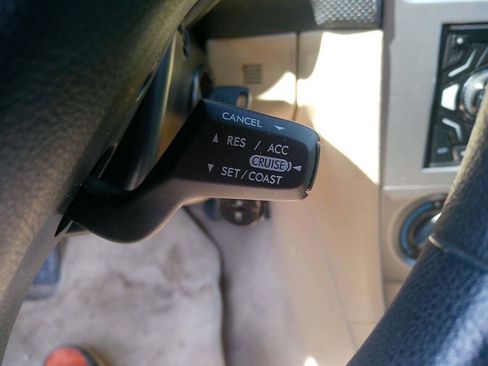 CANCEL
RES / ACC
CRUISE
SET/COAST